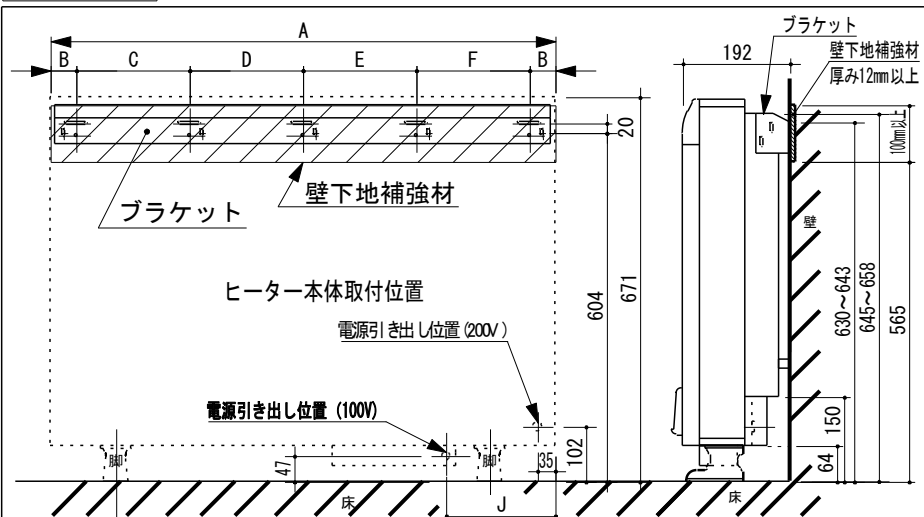 A
B
C
D
E
F
B
20
ブラケット
壁下地補強材
ヒーター本体取付位置
604
671
電源引き出し位置(200V)
電源引き出し位置(100V)
脚
脚
47
35
102
床
J
192
ブラケット
壁下地補強材
厚み12mm以上
100mm以上
壁
630~643
645~658
565
150
64
床